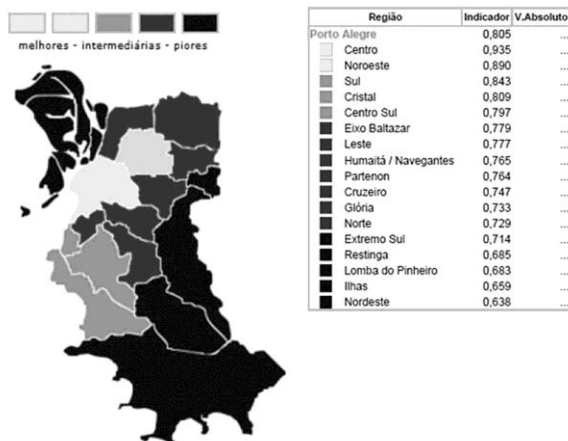 melhores - intermediárias - piores
Região Indicador V.Absoluto
Porto Alegre 0,805 ...
Centro 0,935 ...
Noroeste 0,890 ...
Sul 0,843 ...
Cristal 0,809 ...
Centro Sul 0,797 ...
Eixo Baltazar 0,779 ...
Leste 0,777 ...
Humaitá / Navegantes 0,765 ...
Partenon 0,764 ...
Cruzeiro 0,747 ...
Glória 0,733 ...
Norte 0,729 ...
Extremo Sul 0,714 ...
Restinga 0,685 ...
Lomba do Pinheiro 0,683 ...
Ilhas 0,659 ...
Nordeste 0,638 ...